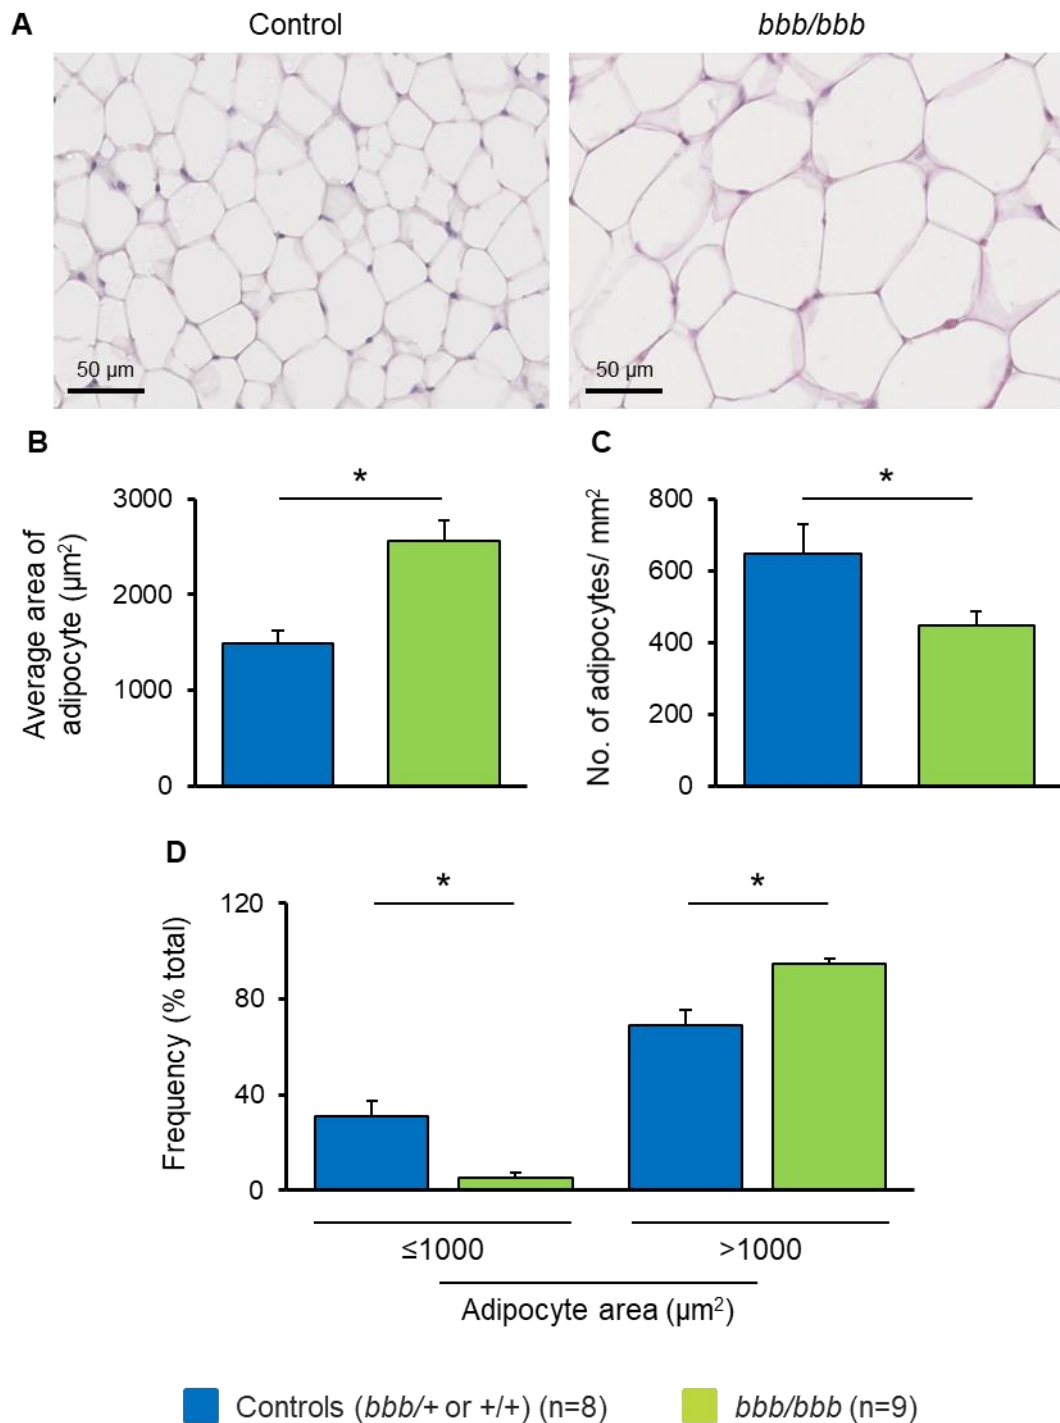 A
Control
bbb/bbb
50 µm
50 µm
B
*
3000
2000
1000
0
Average area of
adipocyte (µm²)
C
*
800
600
400
200
0
No. of adipocytes/ mm²
D
*
*
120
80
40
0
Frequency (% total)
≤1000
>1000
Adipocyte area (µm²)
Controls (bbb/+ or +/+) (n=8)
bbb/bbb (n=9)